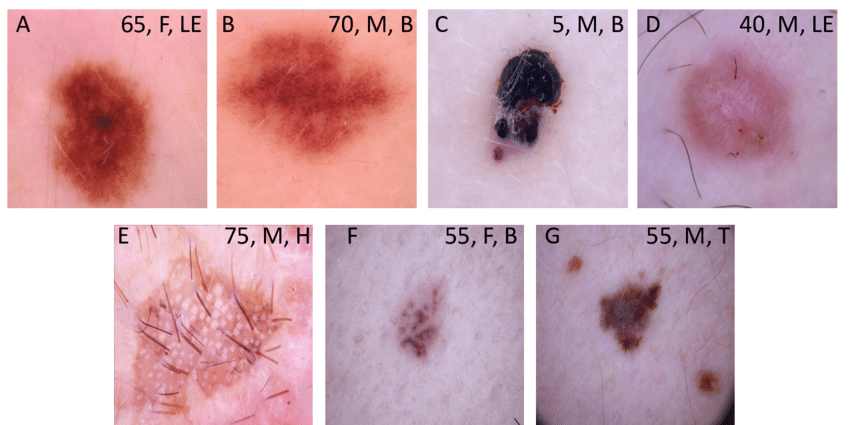 A 65, F, LE
B 70, M, B
C 5, M, B
D 40, M, LE
E 75, M, H
F 55, F, B
G 55, M, T